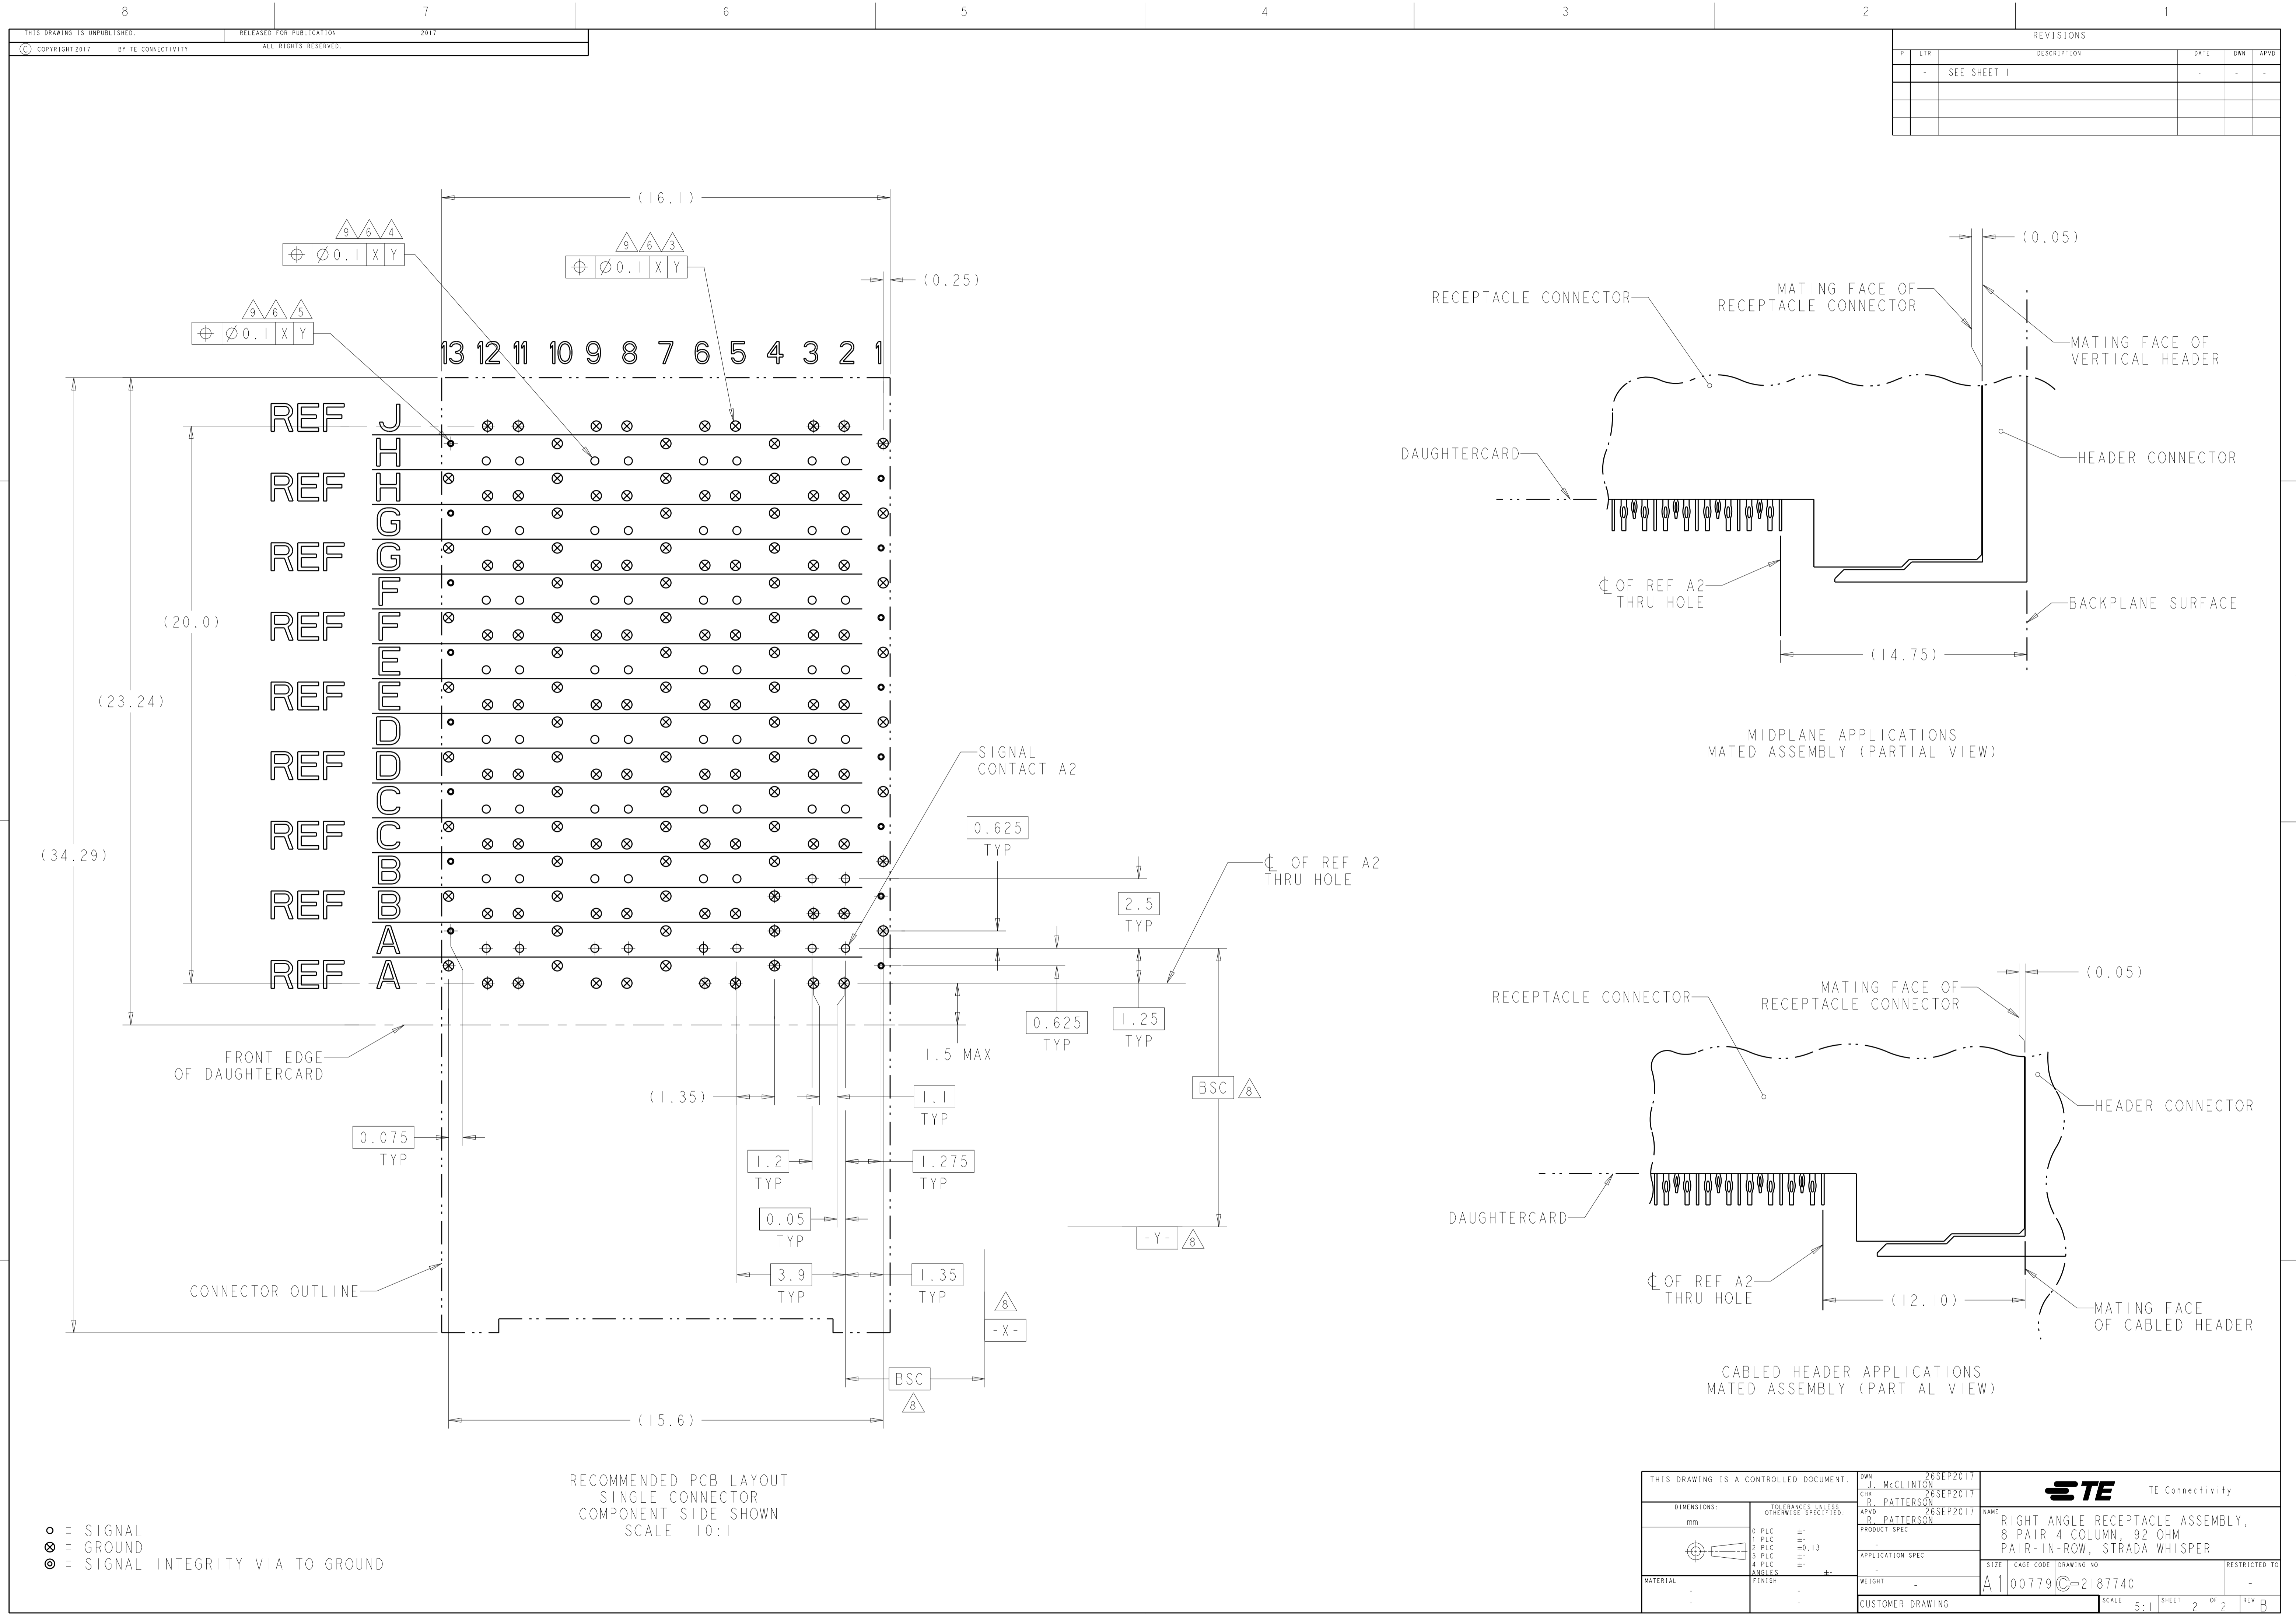 8 7 6 5 4 3 2 1
THIS DRAWING IS UNPUBLISHED. RELEASED FOR PUBLICATION 2017
© COPYRIGHT 2017 BY TE CONNECTIVITY ALL RIGHTS RESERVED.
REVISIONS
P LTR DESCRIPTION DATE DWN APVD
- SEE SHEET 1 - - -
(16.1)
9 6 4
⌖ Ø0.1 X Y
9 6 3
⌖ Ø0.1 X Y
(0.25)
9 6 5
⌖ Ø0.1 X Y
13 12 11 10 9 8 7 6 5 4 3 2 1
REF J
H
REF H
G
REF G
F
REF F
E
REF E
D
REF D
C
REF C
B
REF B
A
REF A
(20.0)
(23.24)
(34.29)
SIGNAL
CONTACT A2
0.625
TYP
℄ OF REF A2
THRU HOLE
2.5
TYP
0.625
TYP
1.25
TYP
1.5 MAX
FRONT EDGE
OF DAUGHTERCARD
BSC 8
(1.35)
1.1
TYP
0.075
TYP
1.2
TYP
1.275
TYP
0.05
TYP
-Y- 8
3.9
TYP
1.35
TYP
CONNECTOR OUTLINE
8
-X-
BSC
8
(15.6)
RECOMMENDED PCB LAYOUT
SINGLE CONNECTOR
COMPONENT SIDE SHOWN
SCALE 10:1
= SIGNAL
= GROUND
= SIGNAL INTEGRITY VIA TO GROUND
(0.05)
RECEPTACLE CONNECTOR
MATING FACE OF
RECEPTACLE CONNECTOR
MATING FACE OF
VERTICAL HEADER
DAUGHTERCARD
HEADER CONNECTOR
℄ OF REF A2
THRU HOLE
BACKPLANE SURFACE
(14.75)
MIDPLANE APPLICATIONS
MATED ASSEMBLY (PARTIAL VIEW)
(0.05)
RECEPTACLE CONNECTOR
MATING FACE OF
RECEPTACLE CONNECTOR
HEADER CONNECTOR
DAUGHTERCARD
℄ OF REF A2
THRU HOLE
(12.10)
MATING FACE
OF CABLED HEADER
CABLED HEADER APPLICATIONS
MATED ASSEMBLY (PARTIAL VIEW)
THIS DRAWING IS A CONTROLLED DOCUMENT.
DIMENSIONS:
mm
TOLERANCES UNLESS
OTHERWISE SPECIFIED:
0 PLC ±-
1 PLC ±-
2 PLC ±0.13
3 PLC ±-
4 PLC ±-
ANGLES ±-
MATERIAL
-
-
FINISH
-
-
DWN 26SEP2017
J. McCLINTON
CHK 26SEP2017
R. PATTERSON
APVD 26SEP2017
R. PATTERSON
PRODUCT SPEC
-
APPLICATION SPEC
-
WEIGHT -
CUSTOMER DRAWING
TE TE Connectivity
NAME
RIGHT ANGLE RECEPTACLE ASSEMBLY,
8 PAIR 4 COLUMN, 92 OHM
PAIR-IN-ROW, STRADA WHISPER
SIZE CAGE CODE DRAWING NO RESTRICTED TO
A1 00779 C-2187740 -
SCALE 5:1 SHEET 2 OF 2 REV B